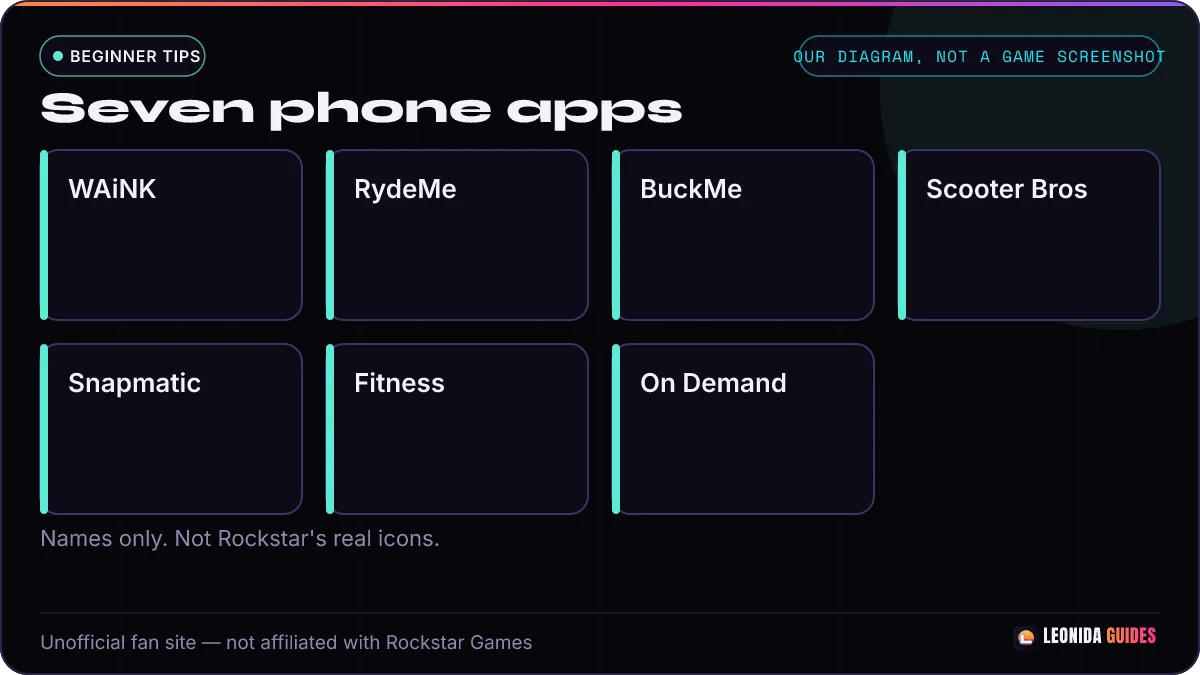 BEGINNER TIPS
OUR DIAGRAM, NOT A GAME SCREENSHOT
Seven phone apps
WAiNK
RydeMe
BuckMe
Scooter Bros
Snapmatic
Fitness
On Demand
Names only. Not Rockstar's real icons.
Unofficial fan site — not affiliated with Rockstar Games
LEONIDA GUIDES